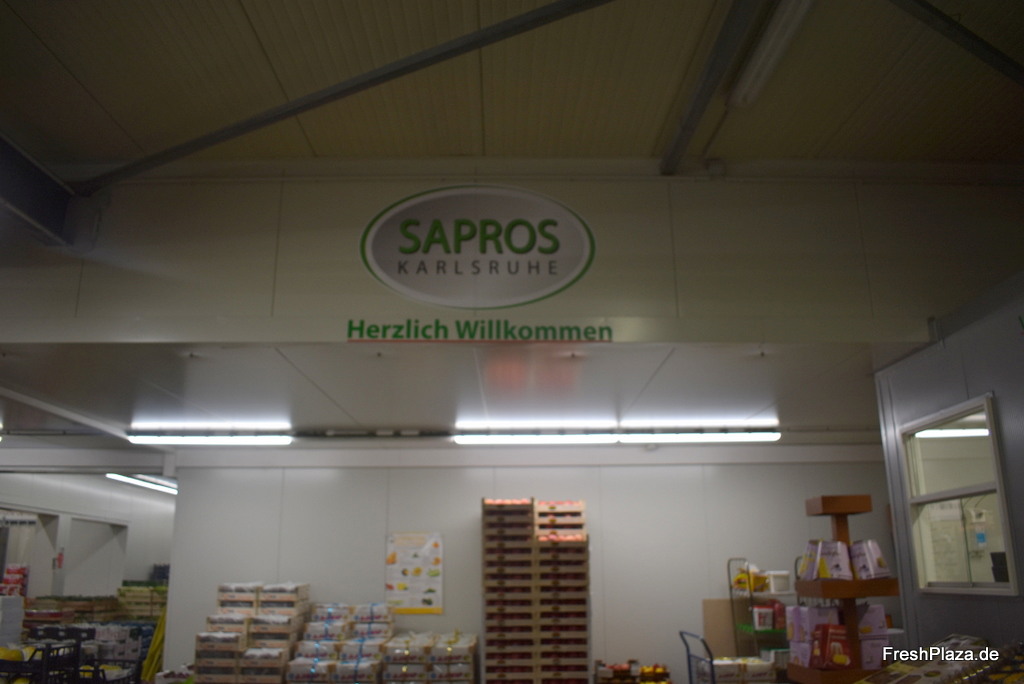 SAPROS
KARLSRUHE
Herzlich Willkommen
FreshPlaza.de